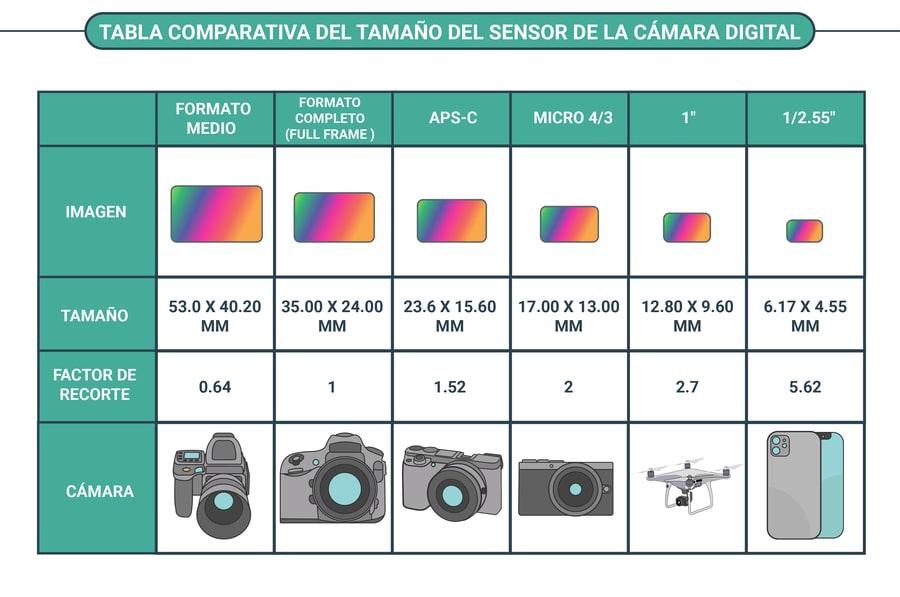 TABLA COMPARATIVA DEL TAMAÑO DEL SENSOR DE LA CÁMARA DIGITAL
FORMATO
MEDIO
FORMATO
COMPLETO
(FULL FRAME )
APS-C
MICRO 4/3
1"
1/2.55"
IMAGEN
TAMAÑO
53.0 X 40.20
MM
35.00 X 24.00
MM
23.6 X 15.60
MM
17.00 X 13.00
MM
12.80 X 9.60
MM
6.17 X 4.55
MM
FACTOR DE
RECORTE
0.64
1
1.52
2
2.7
5.62
CÁMARA